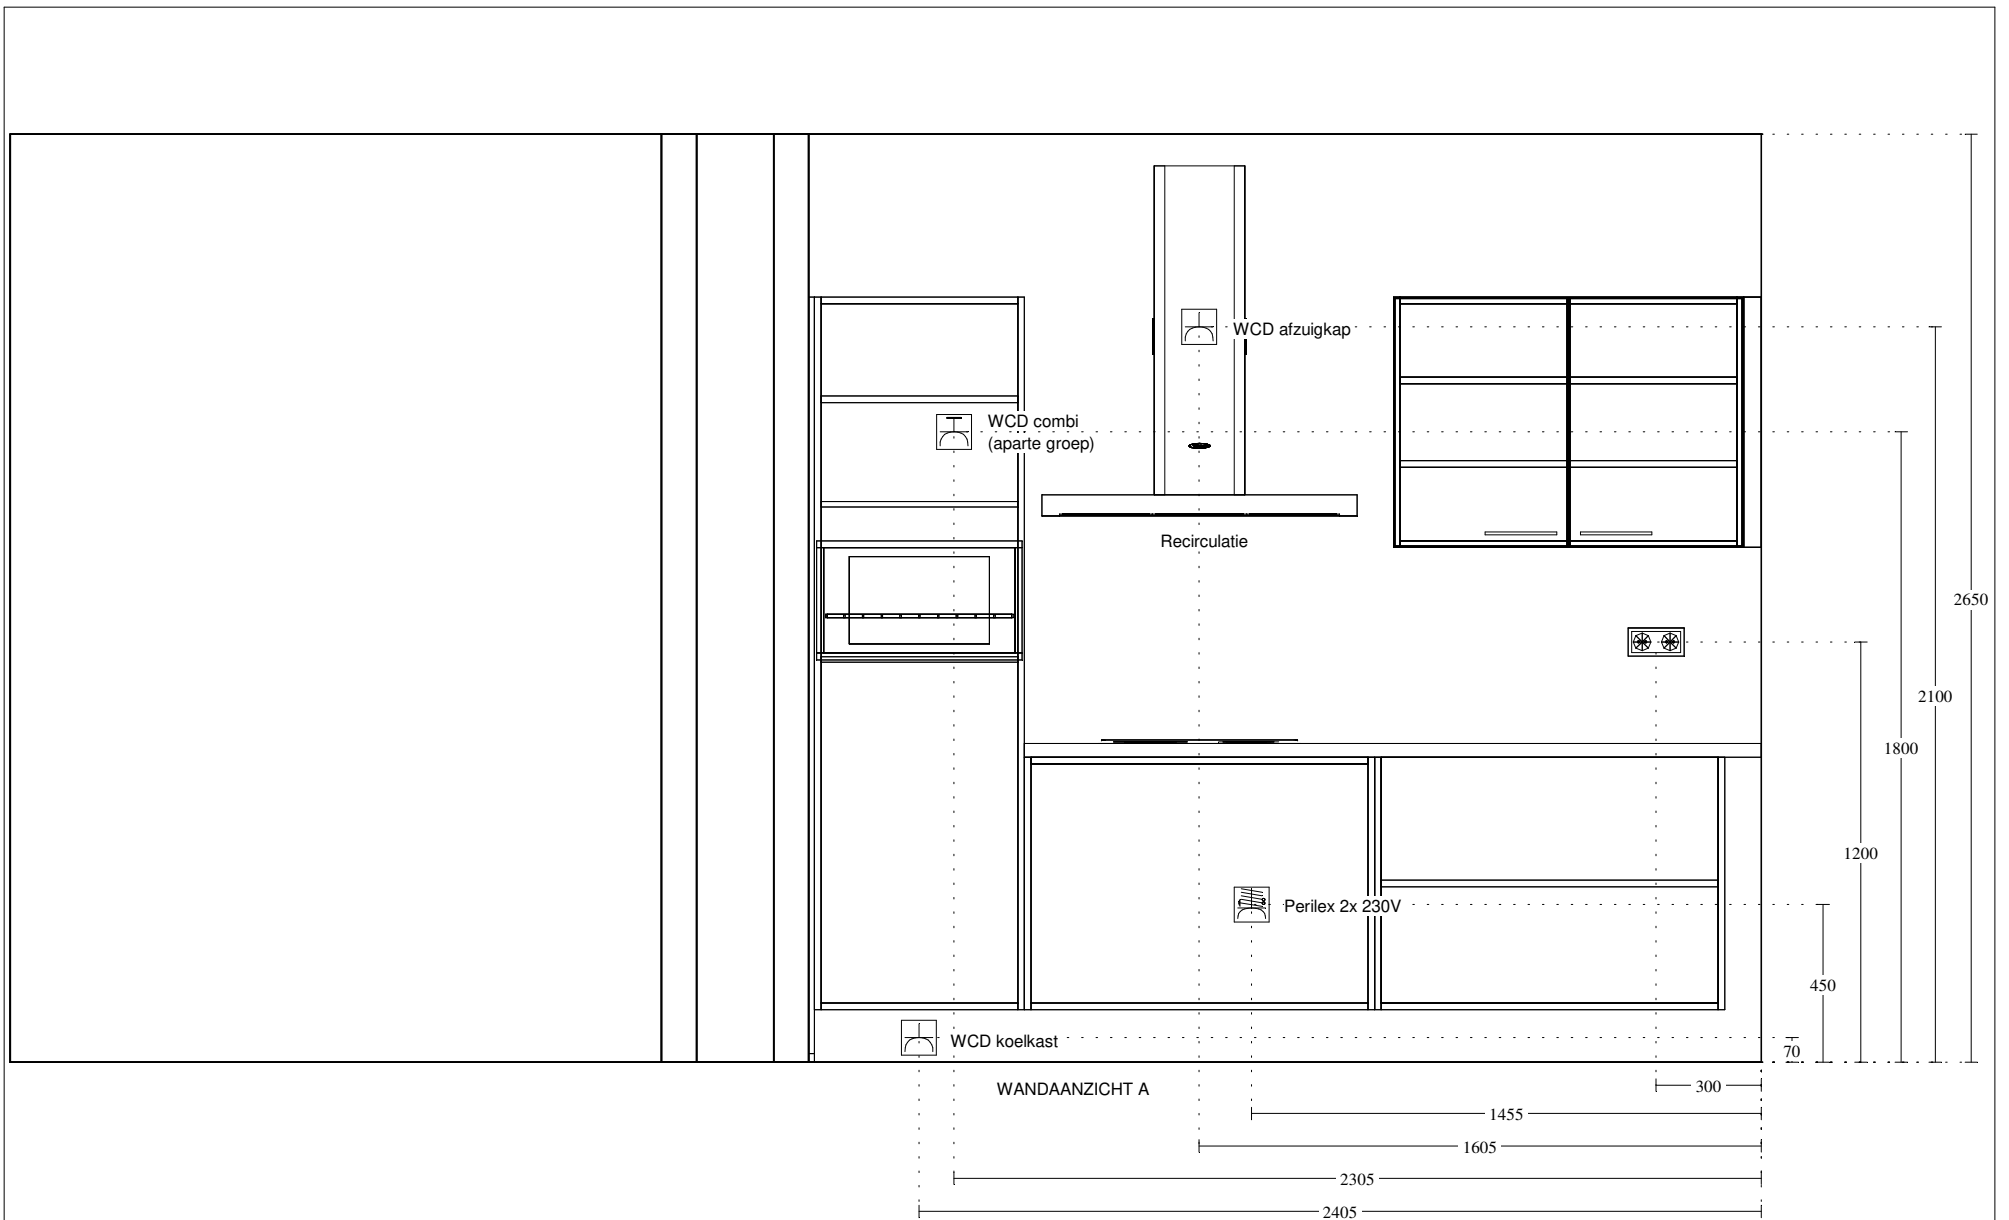 WCD afzuigkap
WCD combi
(aparte groep)
Recirculatie
2650
2100
1800
1200
Perilex 2x 230V
450
WCD koelkast
70
WANDAANZICHT A
300
1455
1605
2305
2405